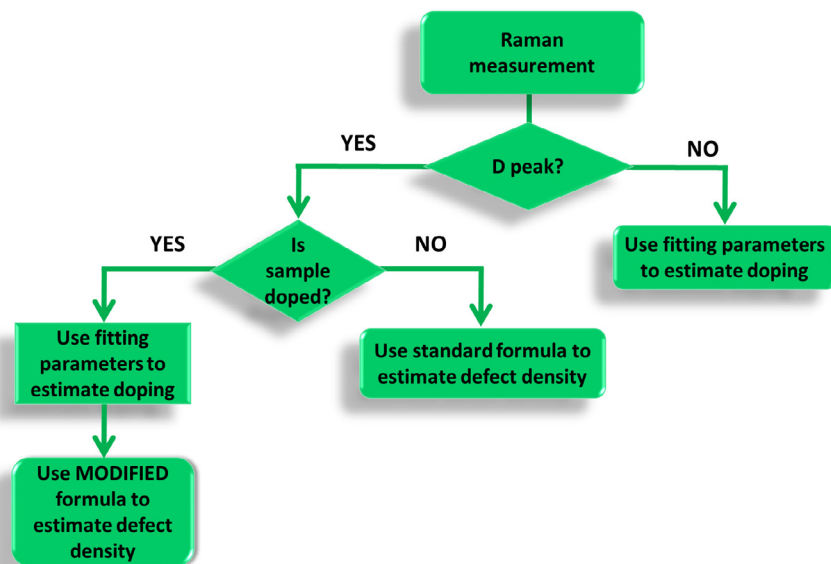 Raman
measurement
YES
D peak?
NO
YES
Is
sample
doped?
NO
Use fitting parameters
to estimate doping
Use fitting
parameters to
estimate doping
Use standard formula to
estimate defect density
Use MODIFIED
formula to
estimate defect
density